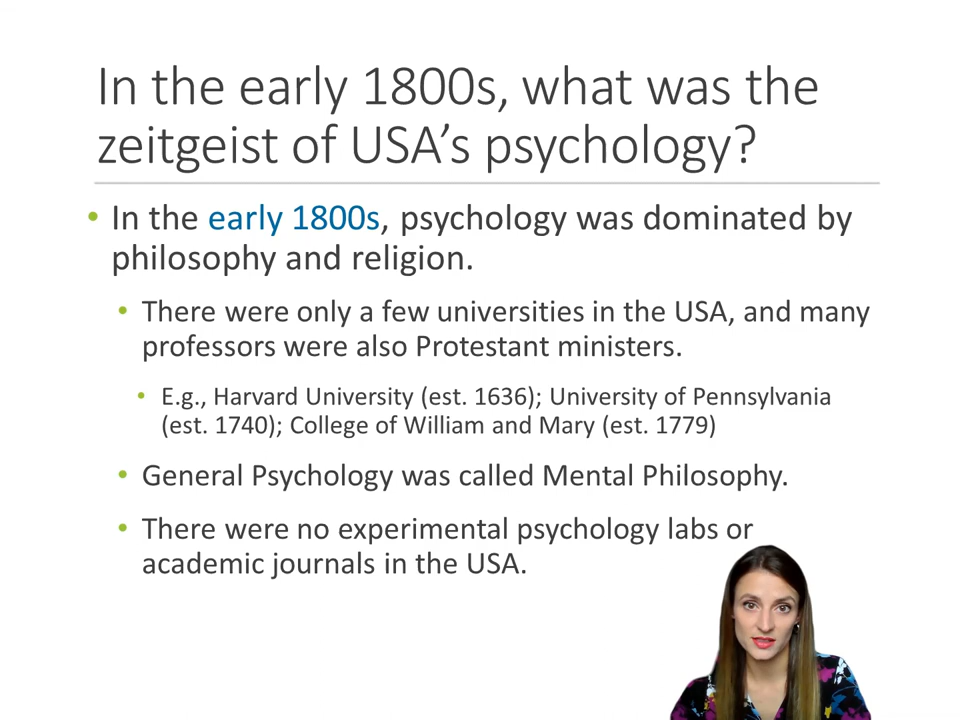 In the early 1800s, what was the
zeitgeist of USA’s psychology?
• In the early 1800s, psychology was dominated by
philosophy and religion.
• There were only a few universities in the USA, and many
professors were also Protestant ministers.
• E.g., Harvard University (est. 1636); University of Pennsylvania
(est. 1740); College of William and Mary (est. 1779)
• General Psychology was called Mental Philosophy.
• There were no experimental psychology labs or
academic journals in the USA.